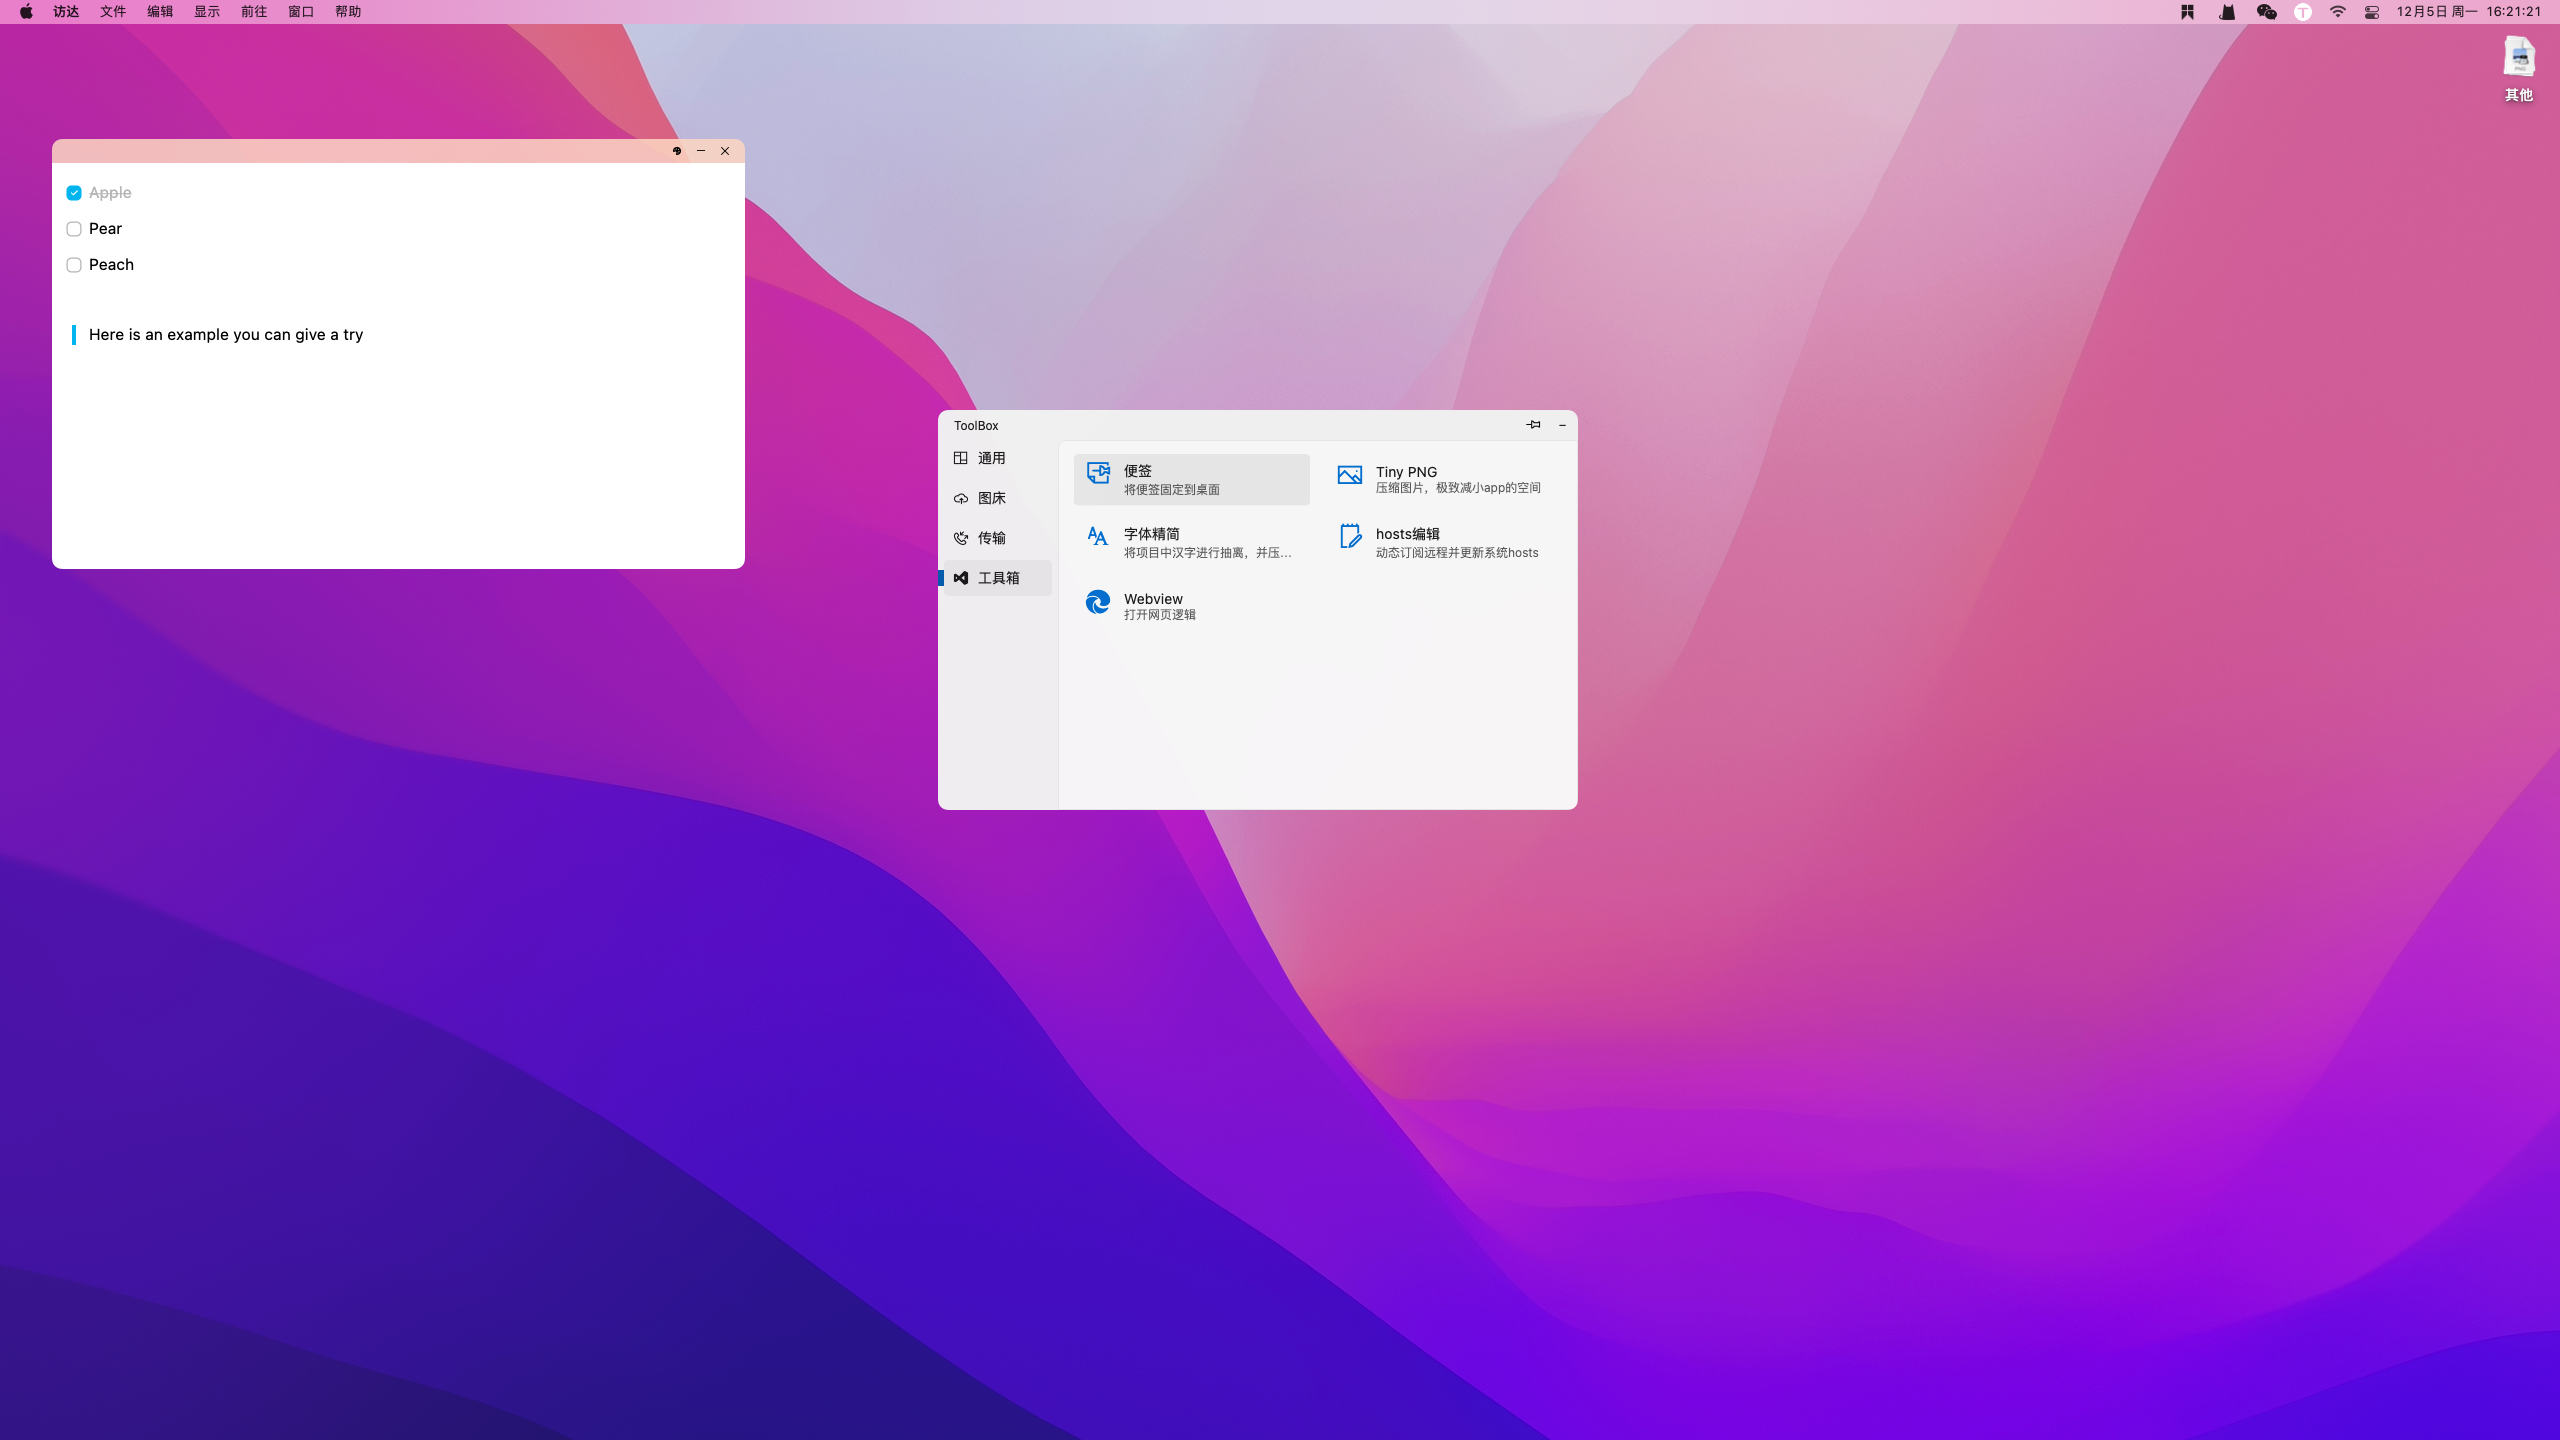 访达 文件 编辑 显示 前往 窗口 帮助 12月5日 周一 16:21:21
其他
Apple
Pear
Peach
Here is an example you can give a try
ToolBox
通用
图床
传输
工具箱
便签
将便签固定到桌面
Tiny PNG
压缩图片，极致减小app的空间
字体精简
将项目中汉字进行抽离，并压...
hosts编辑
动态订阅远程并更新系统hosts
Webview
打开网页逻辑